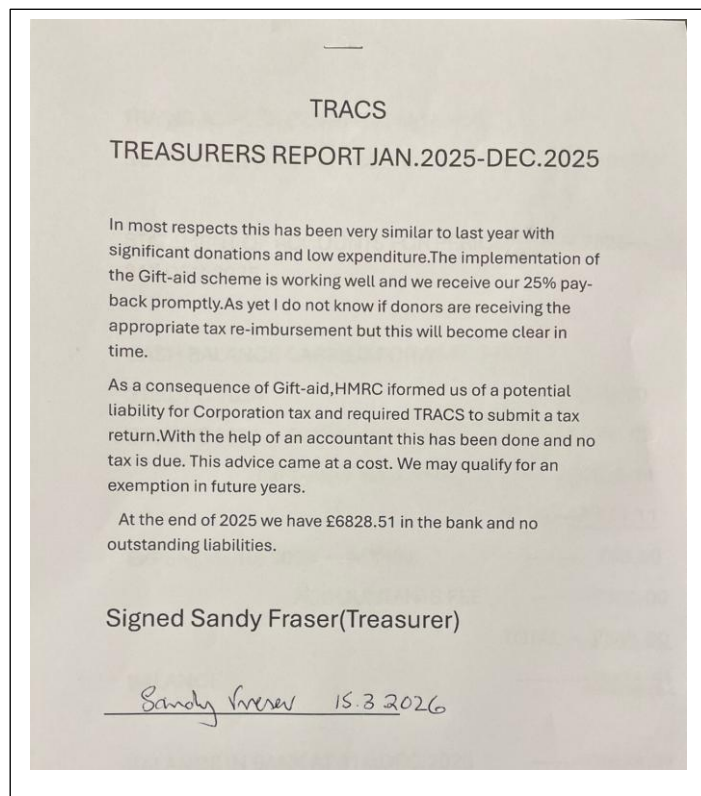 TRACS
TREASURERS REPORT JAN.2025-DEC.2025
In most respects this has been very similar to last year with
significant donations and low expenditure.The implementation of
the Gift-aid scheme is working well and we receive our 25% pay-
back promptly.As yet I do not know if donors are receiving the
appropriate tax re-imbursement but this will become clear in
time.
As a consequence of Gift-aid,HMRC iformed us of a potential
liability for Corporation tax and required TRACS to submit a tax
return.With the help of an accountant this has been done and no
tax is due. This advice came at a cost. We may qualify for an
exemption in future years.
At the end of 2025 we have £6828.51 in the bank and no
outstanding liabilities.
Signed Sandy Fraser(Treasurer)
Sandy Fraser 15.3 2026